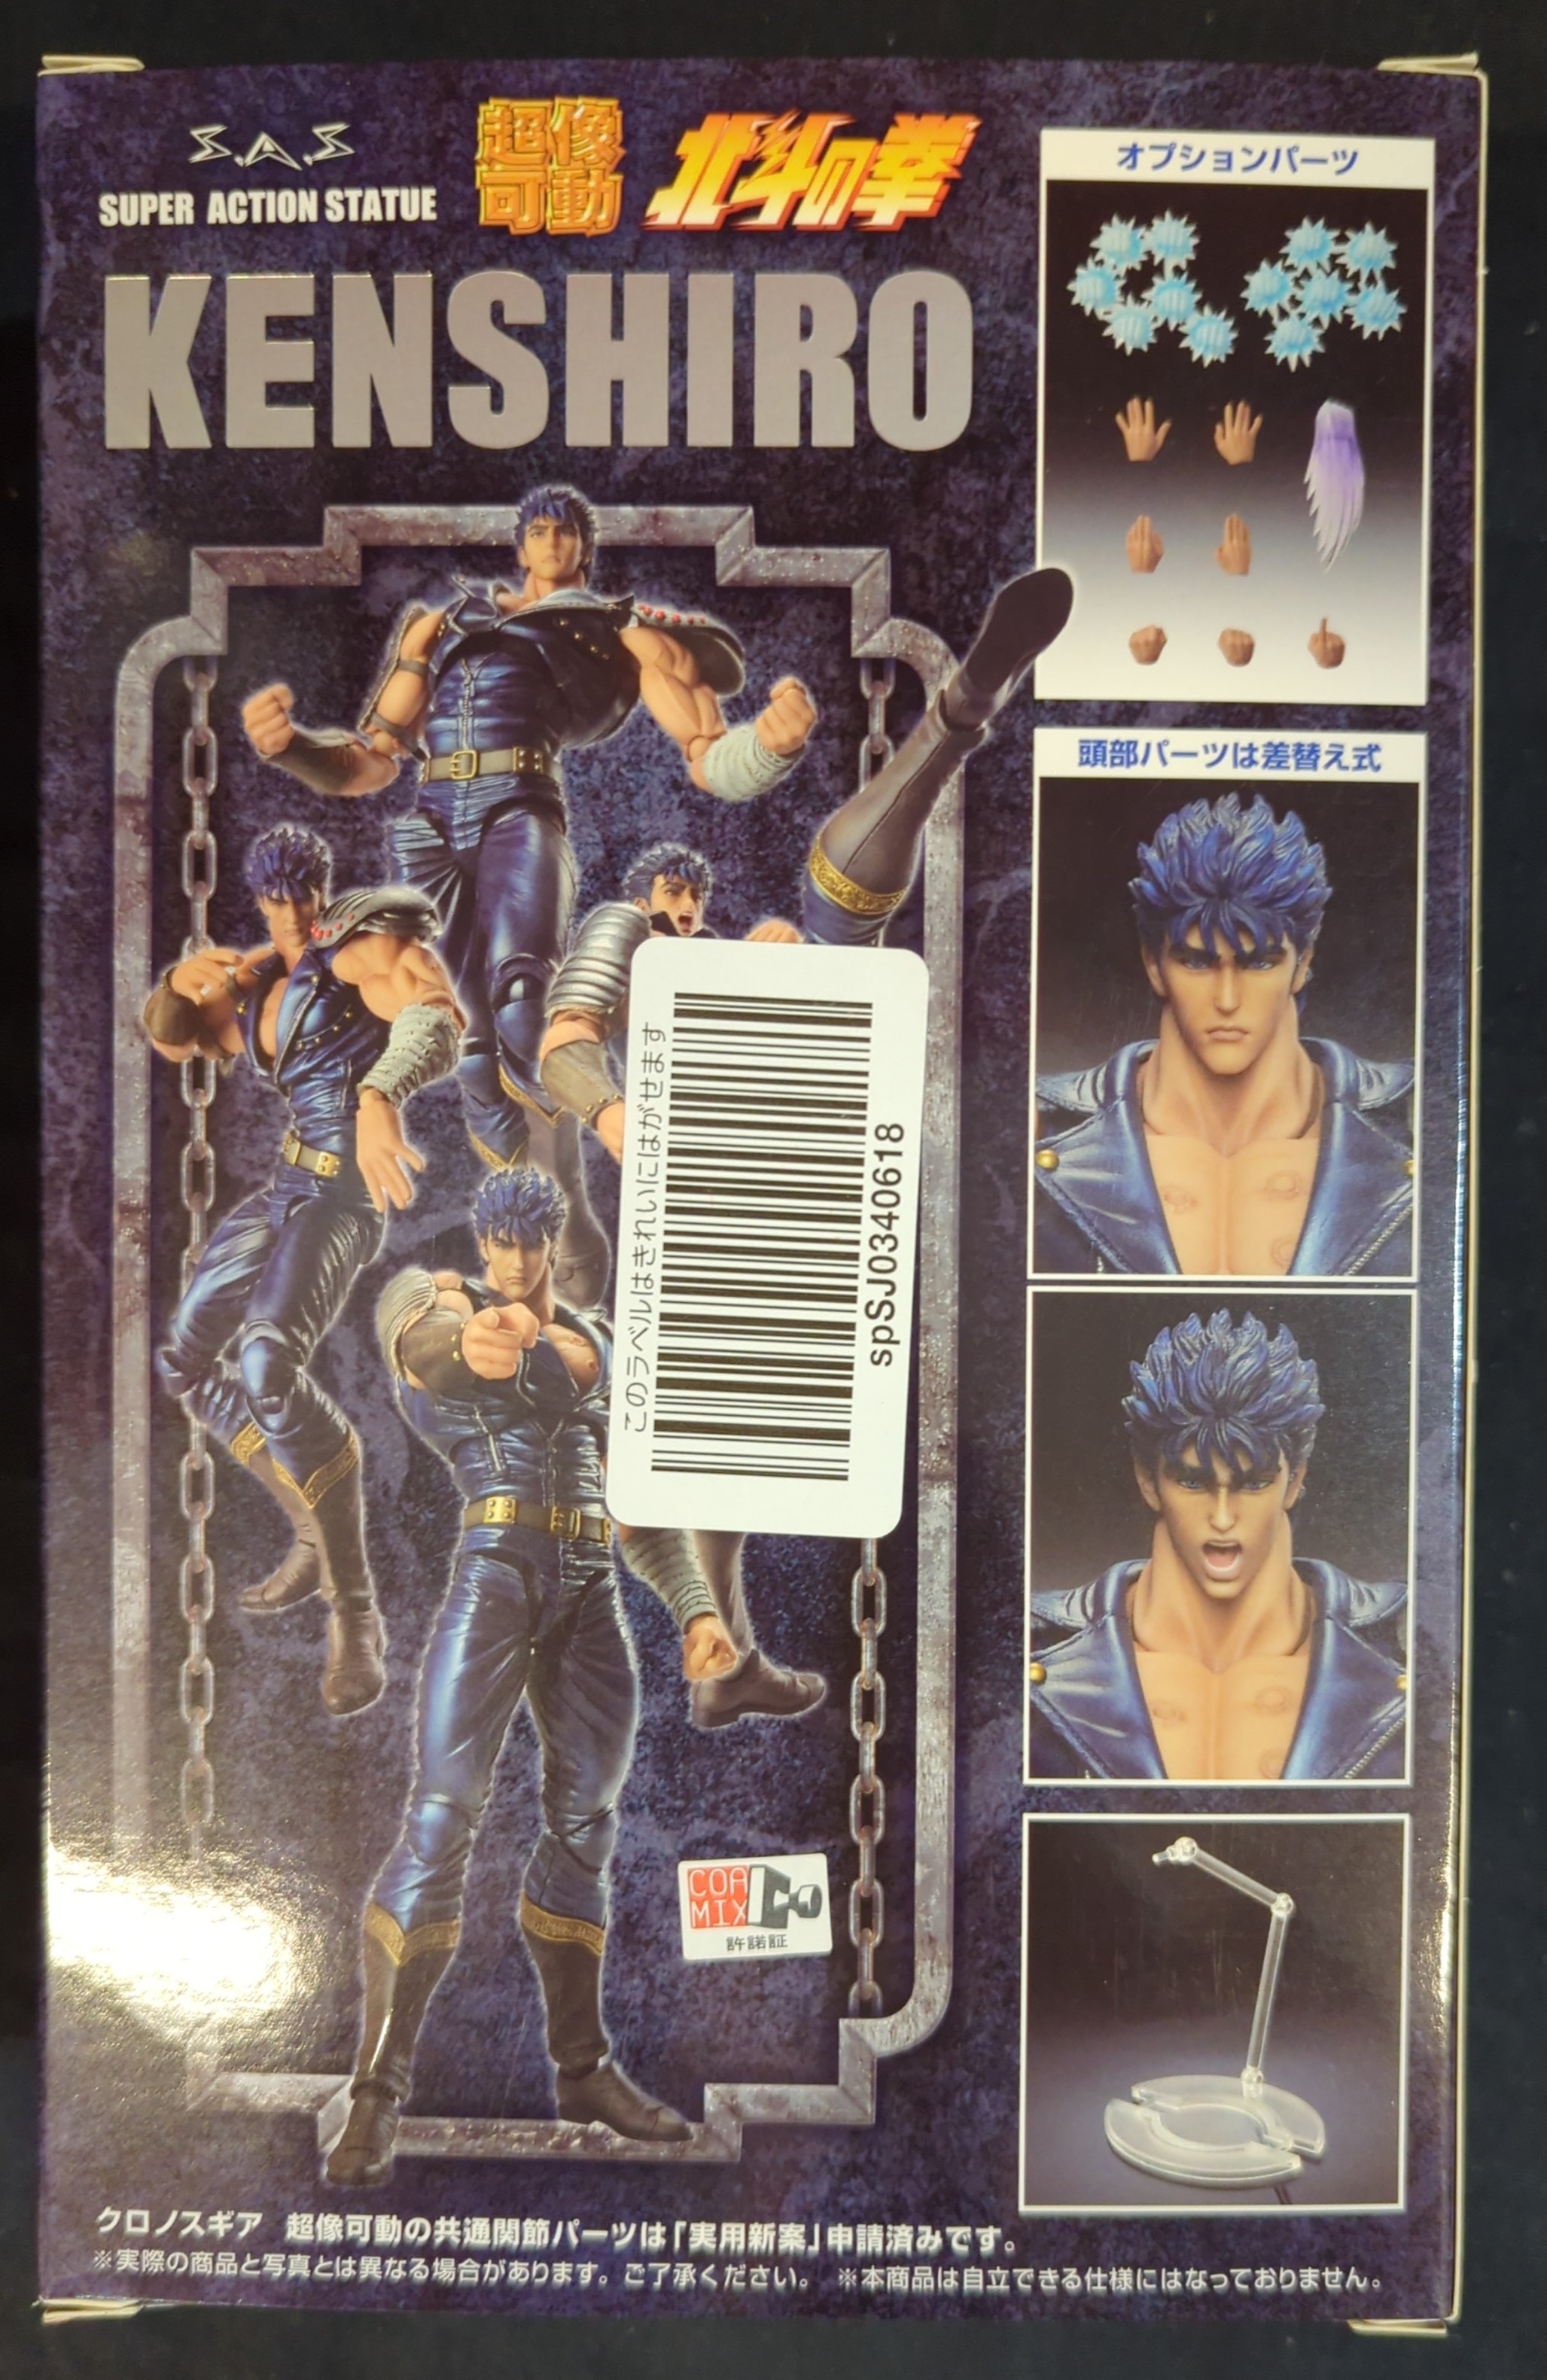 S.A.S
SUPER ACTION STATUE
超像
可動
北斗の拳
KENSHIRO
オプションパーツ
頭部パーツは差替え式
このラベルはきれいにはがせます
spSJ0340618
COA
MIX
許諾証
クロノスギア 超像可動の共通関節パーツは「実用新案」申請済みです。
※実際の商品と写真とは異なる場合があります。ご了承ください。 ※本商品は自立できる仕様にはなっておりません。